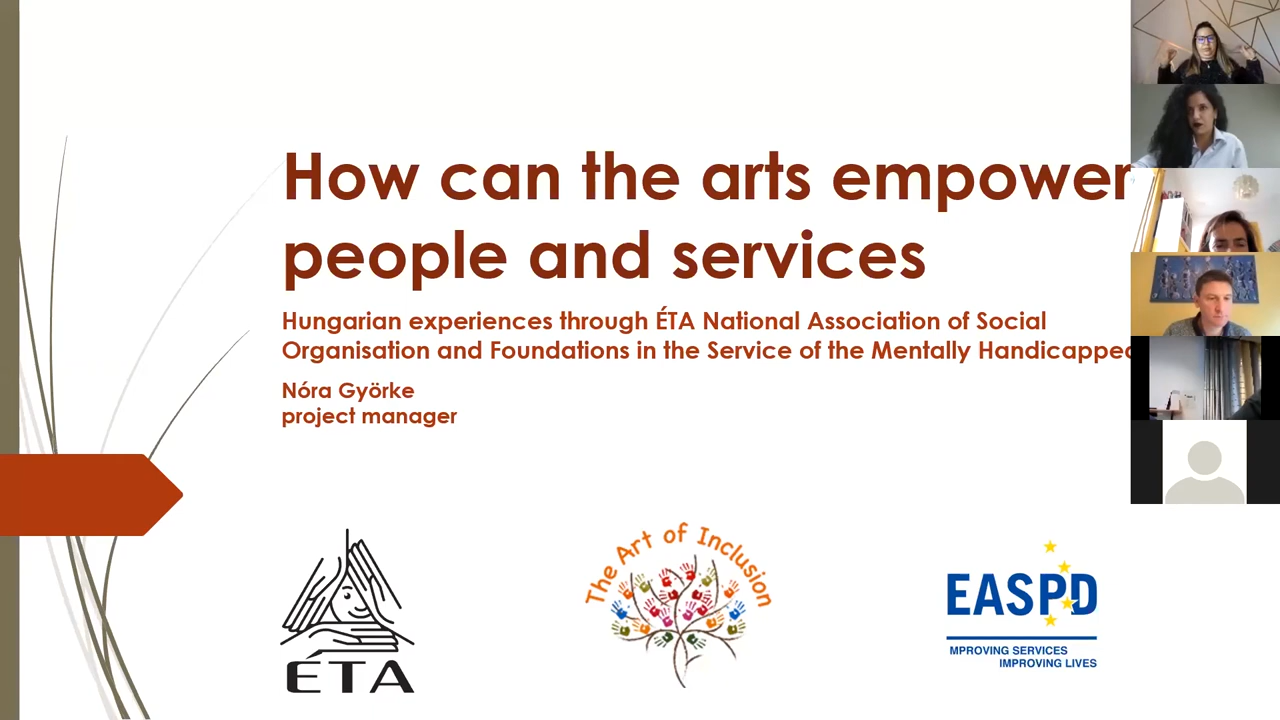 How can the arts empower
people and services
Hungarian experiences through ÉTA National Association of Social
Organisation and Foundations in the Service of the Mentally Handicapped
Nóra Györke
project manager
ÉTA
The Art of Inclusion
EASPD
MPROVING SERVICES
IMPROVING LIVES